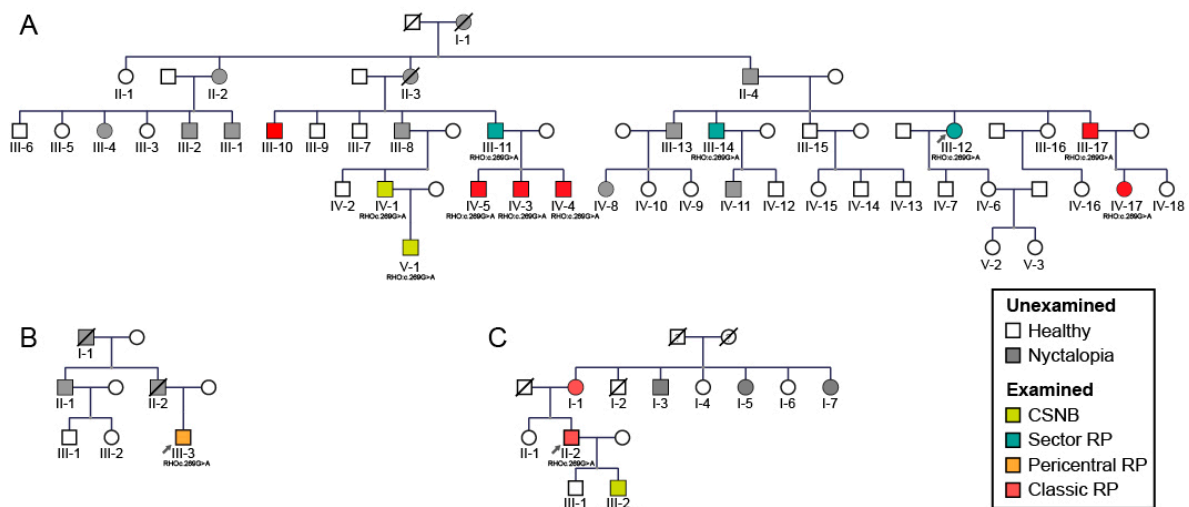 A
I-1
II-1 II-2 II-3 II-4
III-6 III-5 III-4 III-3 III-2 III-1 III-10 III-9 III-7 III-8 III-11 III-13 III-14 III-15 III-12 III-16 III-17
RHO:c.269G>A RHO:c.269G>A RHO:c.269G>A RHO:c.269G>A
IV-2 IV-1 IV-5 IV-3 IV-4 IV-8 IV-10 IV-9 IV-11 IV-12 IV-15 IV-14 IV-13 IV-7 IV-6 IV-16 IV-17 IV-18
RHO:c.269G>A RHO:c.269G>A RHO:c.269G>A RHO:c.269G>A RHO:c.269G>A
V-1 V-2 V-3
RHO:c.269G>A
B
I-1
II-1 II-2
III-1 III-2 III-3
RHO:c.269G>A
C
? ?
I-1 I-2 I-3 I-4 I-5 I-6 I-7
II-1 II-2
RHO:c.269G>A
III-1 III-2
Unexamined
Healthy
Nyctalopia
Examined
CSNB
Sector RP
Pericentral RP
Classic RP